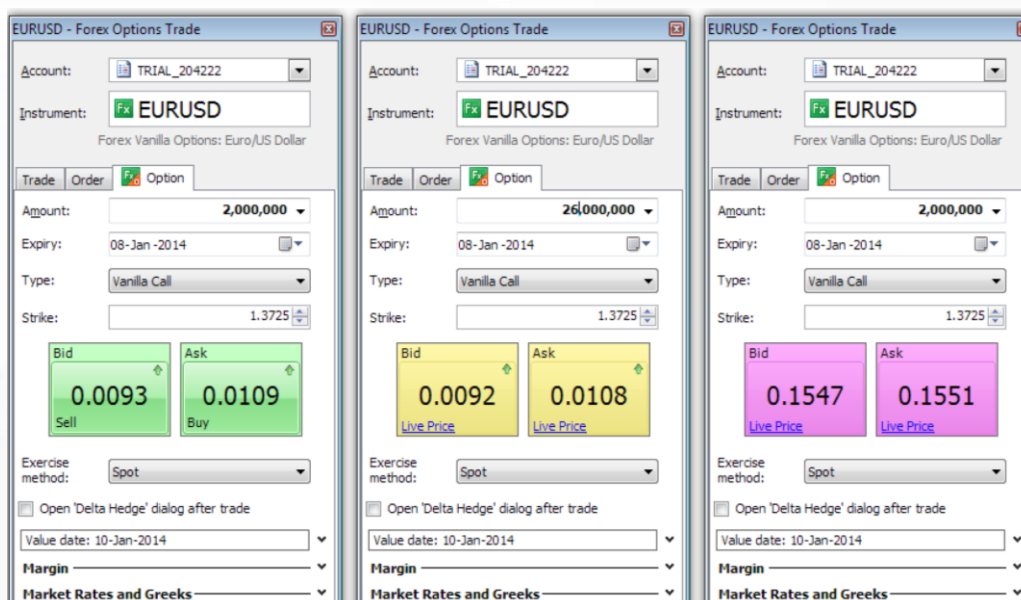 EURUSD - Forex Options Trade
Account: TRIAL_204222
Instrument: Fx EURUSD
Forex Vanilla Options: Euro/US Dollar
Trade Order Fx Option
Amount: 2,000,000
Expiry: 08-Jan -2014
Type: Vanilla Call
Strike: 1.3725
Bid Ask
0.0093 0.0109
Sell Buy
Exercise method: Spot
Open 'Delta Hedge' dialog after trade
Value date: 10-Jan-2014
Margin
Market Rates and Greeks
EURUSD - Forex Options Trade
Account: TRIAL_204222
Instrument: Fx EURUSD
Forex Vanilla Options: Euro/US Dollar
Trade Order Fx Option
Amount: 26,000,000
Expiry: 08-Jan -2014
Type: Vanilla Call
Strike: 1.3725
Bid Ask
0.0092 0.0108
Live Price Live Price
Exercise method: Spot
Open 'Delta Hedge' dialog after trade
Value date: 10-Jan-2014
Margin
Market Rates and Greeks
EURUSD - Forex Options Trade
Account: TRIAL_204222
Instrument: Fx EURUSD
Forex Vanilla Options: Euro/US Dollar
Trade Order Fx Option
Amount: 2,000,000
Expiry: 08-Jan -2014
Type: Vanilla Call
Strike: 1.3725
Bid Ask
0.1547 0.1551
Live Price Live Price
Exercise method: Spot
Open 'Delta Hedge' dialog after trade
Value date: 10-Jan-2014
Margin
Market Rates and Greeks